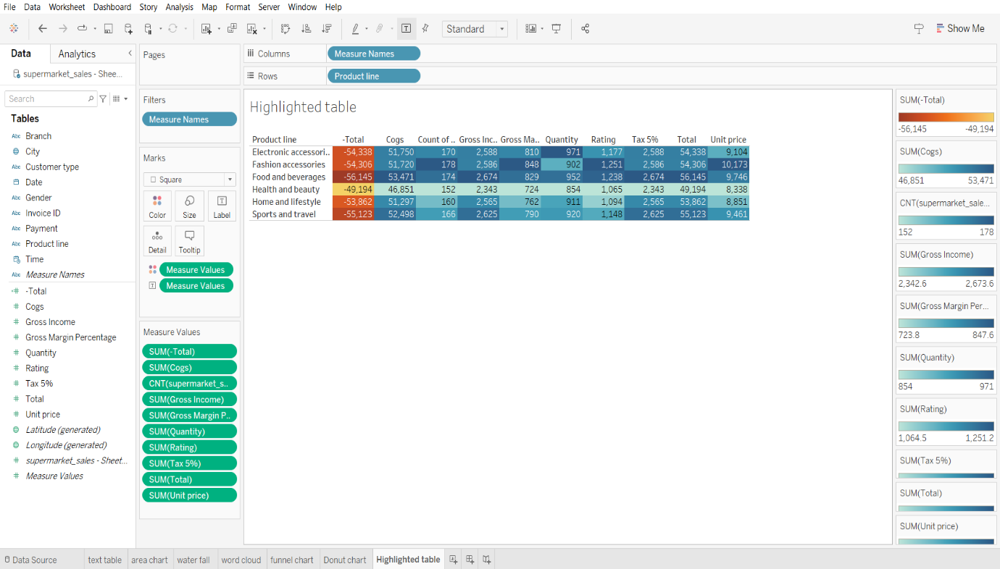 File Data Worksheet Dashboard Story Analysis Map Format Server Window Help
Standard
Show Me
Data Analytics
supermarket_sales - Shee...
Search
Tables
Abc Branch
City
Abc Customer type
Date
Abc Gender
Abc Invoice ID
Abc Payment
Abc Product line
Time
Abc Measure Names
-Total
Cogs
Gross Income
Gross Margin Percentage
Quantity
Rating
Tax 5%
Total
Unit price
Latitude (generated)
Longitude (generated)
supermarket_sales - Sheet...
Measure Values
Pages
Filters
Measure Names
Marks
Square
Color Size Label
Detail Tooltip
Measure Values
Measure Values
Measure Values
SUM(-Total)
SUM(Cogs)
CNT(supermarket_s..
SUM(Gross Income)
SUM(Gross Margin P..
SUM(Quantity)
SUM(Rating)
SUM(Tax 5%)
SUM(Total)
SUM(Unit price)
Columns Measure Names
Rows Product line
Highlighted table
Product line -Total Cogs Count of .. Gross Inc.. Gross Ma.. Quantity Rating Tax 5% Total Unit price
Electronic accessori.. -54,338 51,750 170 2,588 810 971 1,177 2,588 54,338 9,104
Fashion accessories -54,306 51,720 178 2,586 848 902 1,251 2,586 54,306 10,173
Food and beverages -56,145 53,471 174 2,674 829 952 1,238 2,674 56,145 9,746
Health and beauty -49,194 46,851 152 2,343 724 854 1,065 2,343 49,194 8,338
Home and lifestyle -53,862 51,297 160 2,565 762 911 1,094 2,565 53,862 8,851
Sports and travel -55,123 52,498 166 2,625 790 920 1,148 2,625 55,123 9,461
SUM(-Total)
-56,145 -49,194
SUM(Cogs)
46,851 53,471
CNT(supermarket_sale...
152 178
SUM(Gross Income)
2,342.6 2,673.6
SUM(Gross Margin Per...
723.8 847.6
SUM(Quantity)
854 971
SUM(Rating)
1,064.5 1,251.2
SUM(Tax 5%)
SUM(Total)
SUM(Unit price)
Data Source text table area chart water fall word cloud funnel chart Donut chart Highlighted table